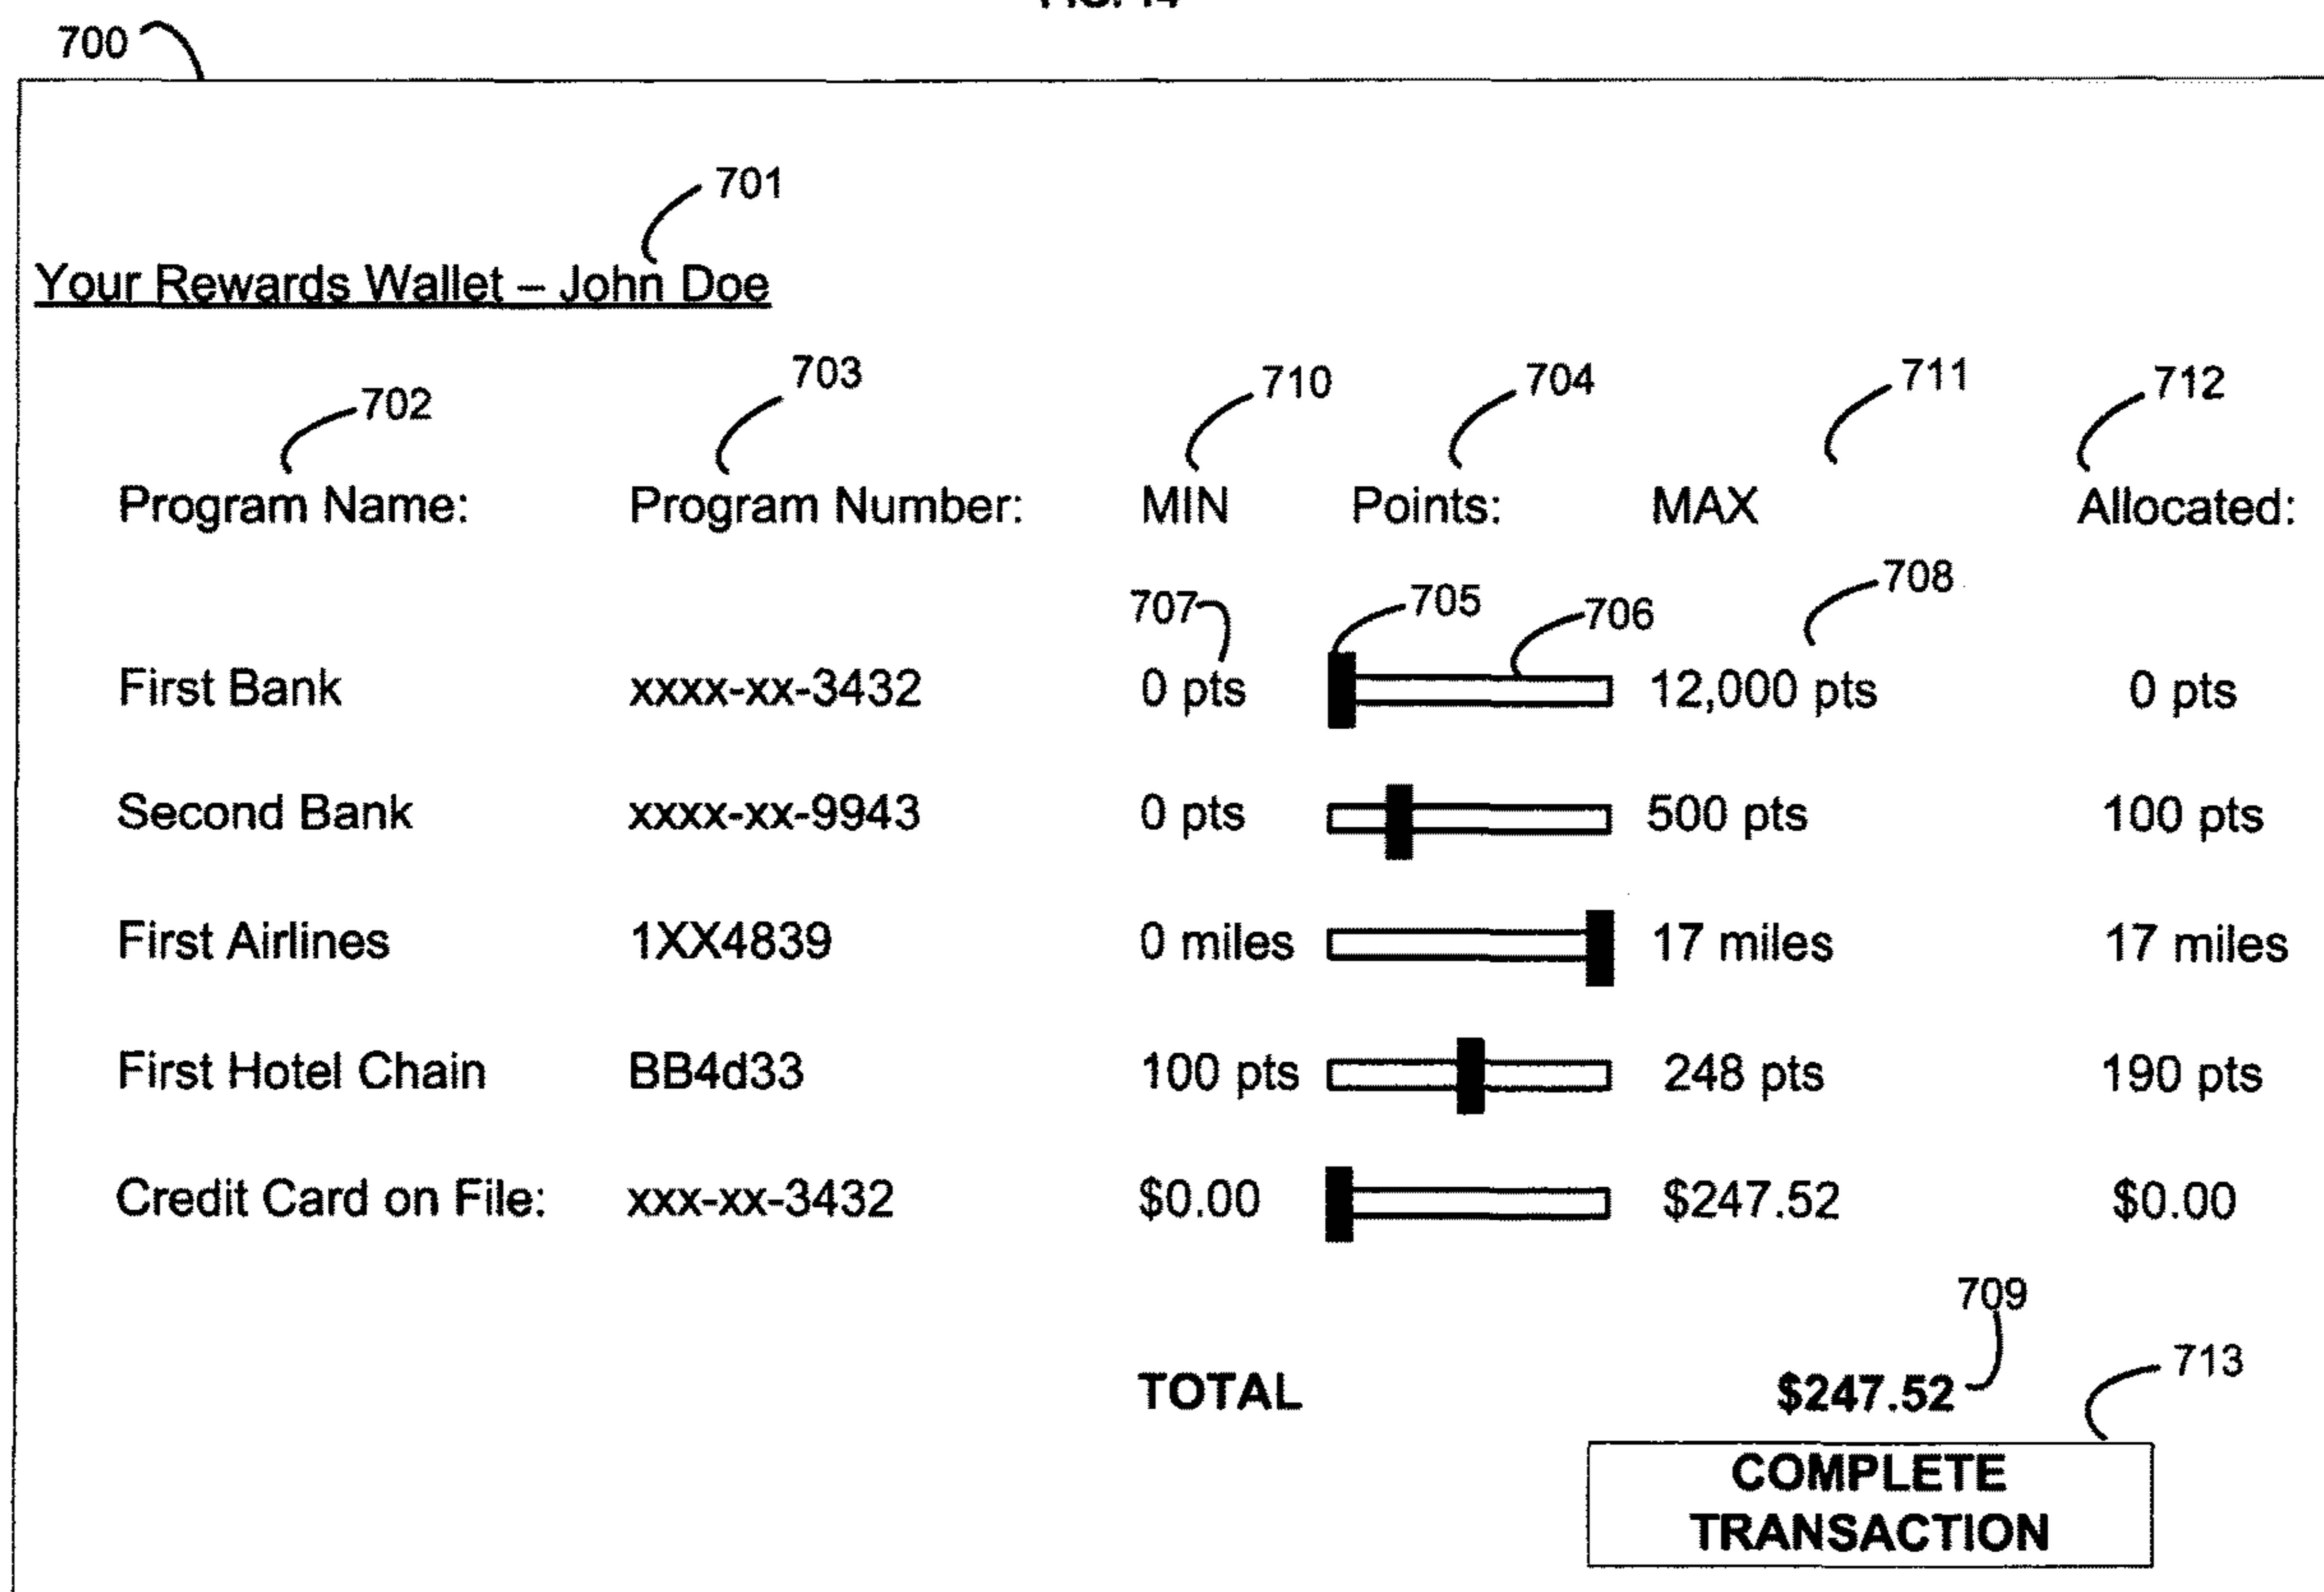 700
701
Your Rewards Wallet – John Doe
702 703 710 704 711 712
Program Name: Program Number: MIN Points: MAX Allocated:
707 705 706 708
First Bank xxxx-xx-3432 0 pts 12,000 pts 0 pts
Second Bank xxxx-xx-9943 0 pts 500 pts 100 pts
First Airlines 1XX4839 0 miles 17 miles 17 miles
First Hotel Chain BB4d33 100 pts 248 pts 190 pts
Credit Card on File: xxx-xx-3432 $0.00 $247.52 $0.00
709
TOTAL $247.52 713
COMPLETE
TRANSACTION